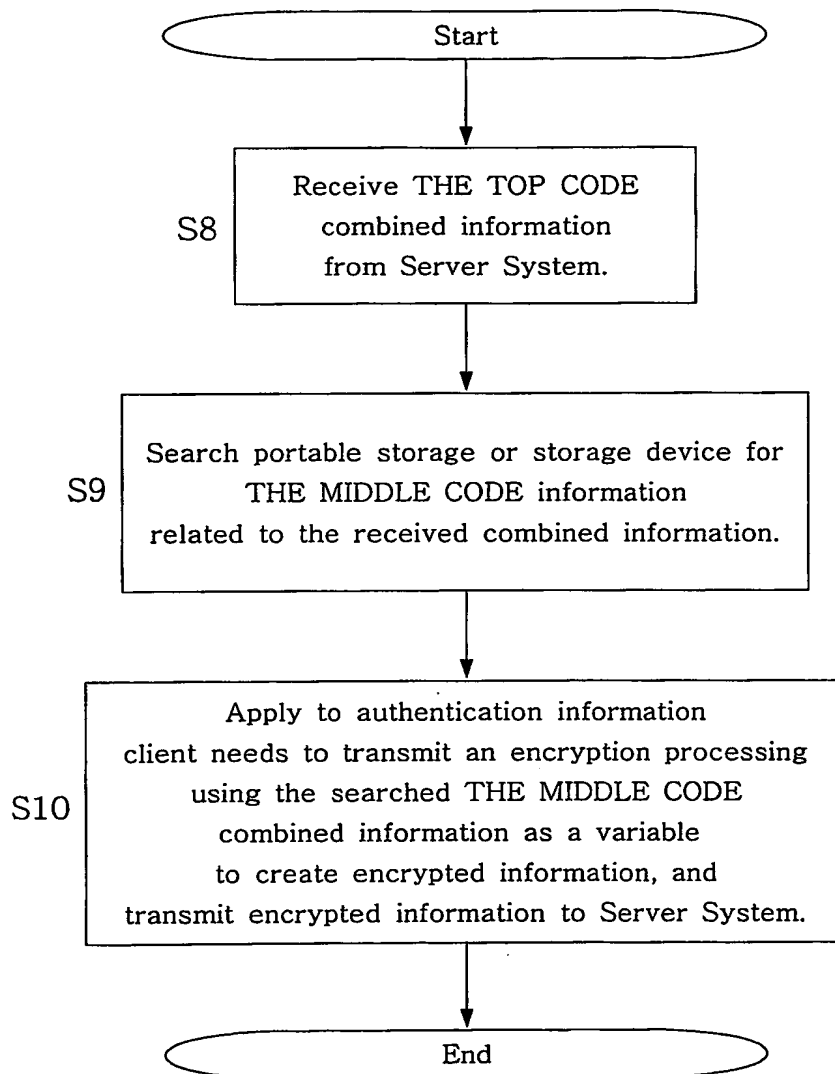 Start
S8
Receive THE TOP CODE
combined information
from Server System.
S9
Search portable storage or storage device for
THE MIDDLE CODE information
related to the received combined information.
S10
Apply to authentication information
client needs to transmit an encryption processing
using the searched THE MIDDLE CODE
combined information as a variable
to create encrypted information, and
transmit encrypted information to Server System.
End